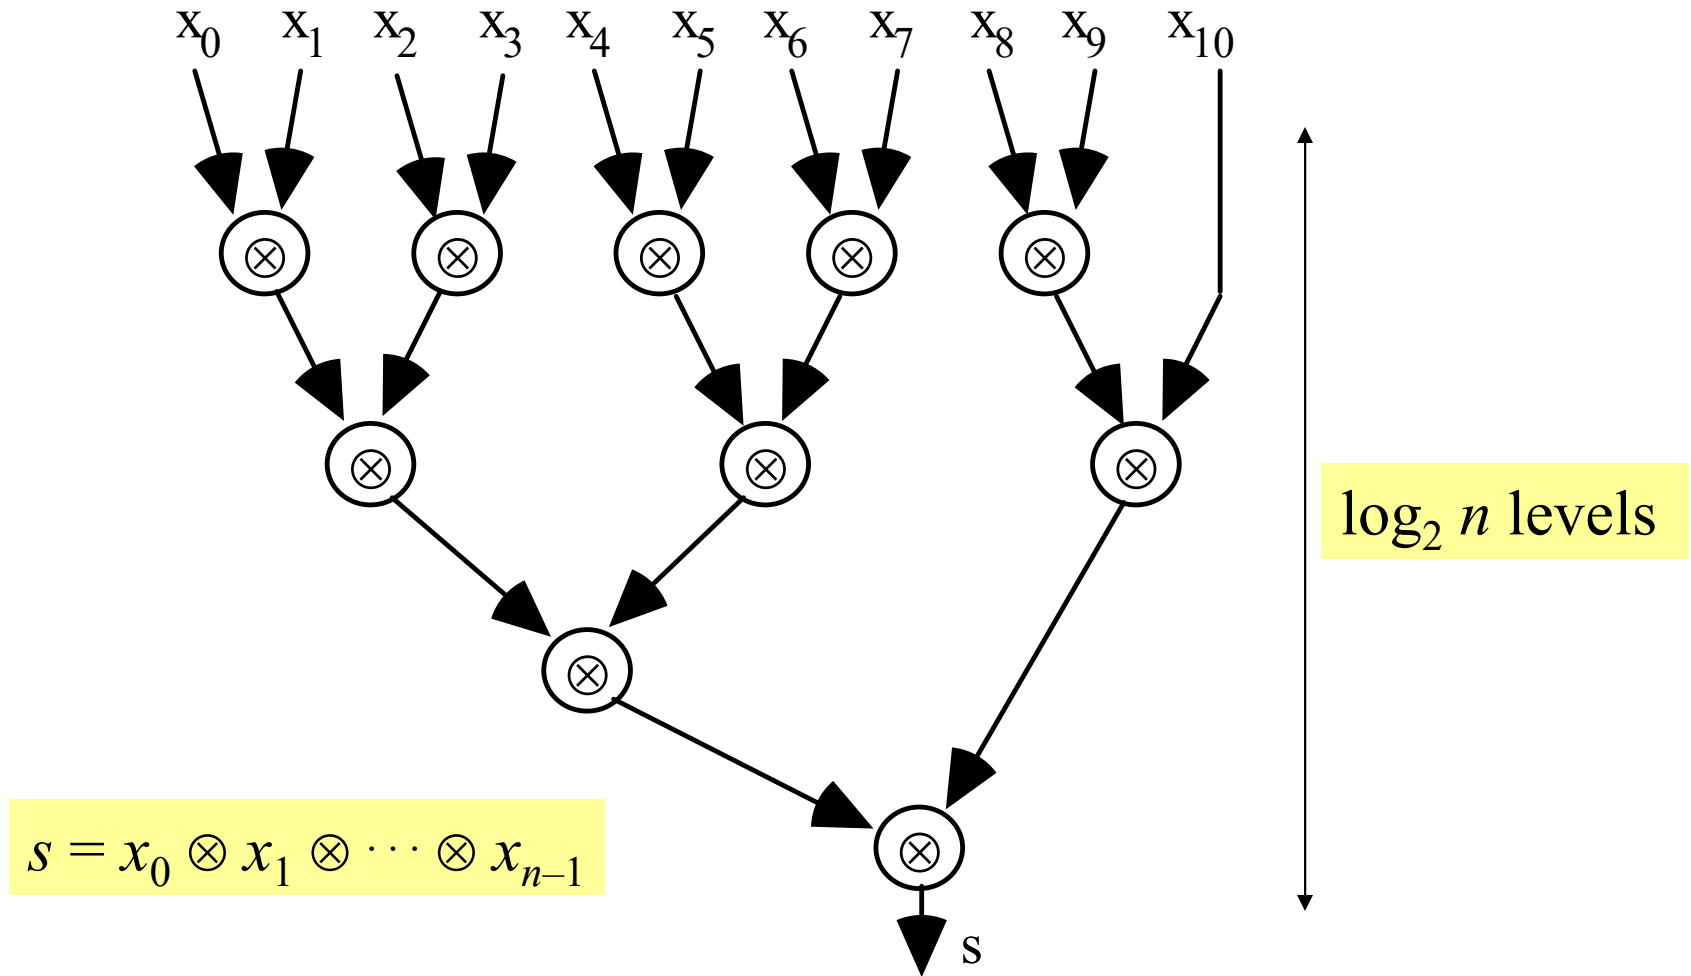 x₀ x₁ x₂ x₃ x₄ x₅ x₆ x₇ x₈ x₉ x₁₀
⊗ ⊗ ⊗ ⊗ ⊗
⊗ ⊗ ⊗
log₂ n levels
⊗
⊗
s = x₀ ⊗ x₁ ⊗ ··· ⊗ xₙ₋₁
s